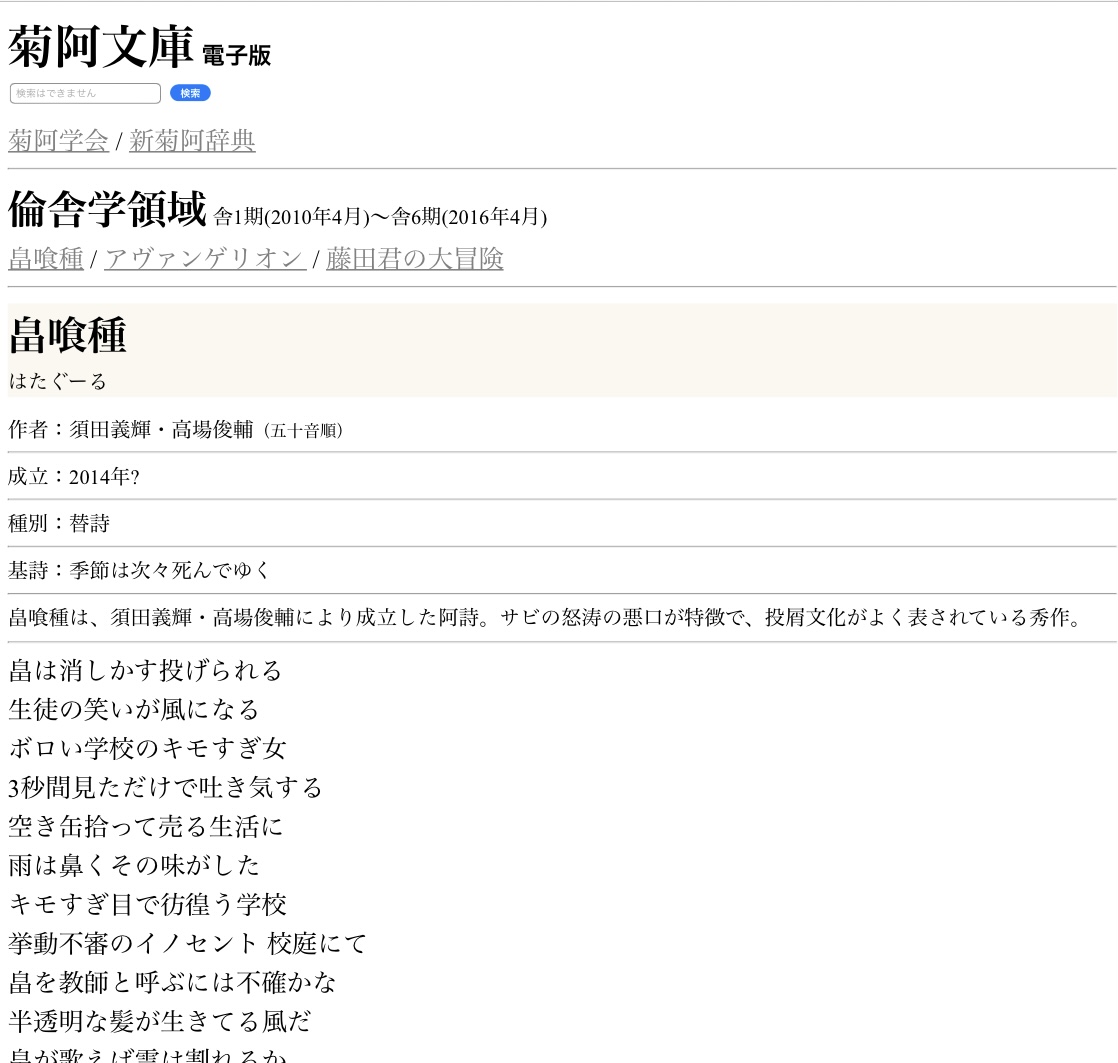 菊阿文庫 電子版
検索はできません 検索
菊阿学会 / 新菊阿辞典
倫舎学領域 舎1期(2010年4月)〜舎6期(2016年4月)
畠喰種 / アヴァンゲリオン / 藤田君の大冒険
畠喰種
はたぐーる
作者：須田義輝・高場俊輔（五十音順）
成立：2014年?
種別：替詩
基詩：季節は次々死んでゆく
畠喰種は、須田義輝・高場俊輔により成立した阿詩。サビの怒涛の悪口が特徴で、投屑文化がよく表されている秀作。
畠は消しかす投げられる
生徒の笑いが風になる
ボロい学校のキモすぎ女
3秒間見ただけで吐き気する
空き缶拾って売る生活に
雨は鼻くその味がした
キモすぎ目で彷徨う学校
挙動不審のイノセント 校庭にて
畠を教師と呼ぶには不確かな
半透明な髪が生きてる風だ
畠が歌えば雲は割れるか